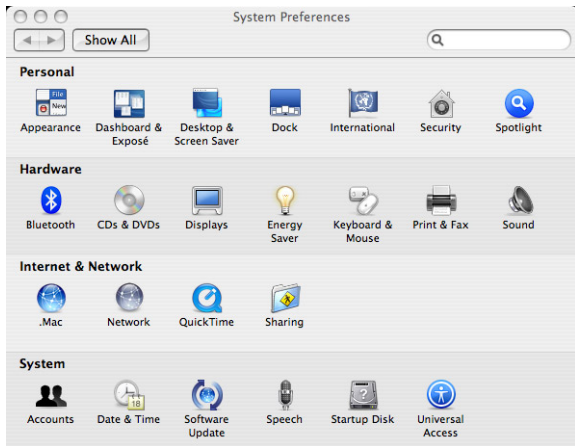 System Preferences
Show All
Personal
File
New
Appearance
Dashboard &
Exposé
Desktop &
Screen Saver
Dock
International
Security
Spotlight
Hardware
Bluetooth
CDs & DVDs
Displays
Energy
Saver
Keyboard &
Mouse
Print & Fax
Sound
Internet & Network
.Mac
Network
QuickTime
Sharing
System
18
?
Accounts
Date & Time
Software
Update
Speech
Startup Disk
Universal
Access